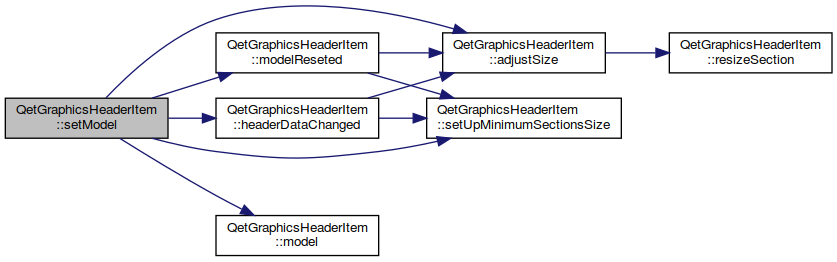 QetGraphicsHeaderItem
::setModel
QetGraphicsHeaderItem
::modelReseted
QetGraphicsHeaderItem
::headerDataChanged
QetGraphicsHeaderItem
::model
QetGraphicsHeaderItem
::adjustSize
QetGraphicsHeaderItem
::setUpMinimumSectionsSize
QetGraphicsHeaderItem
::resizeSection